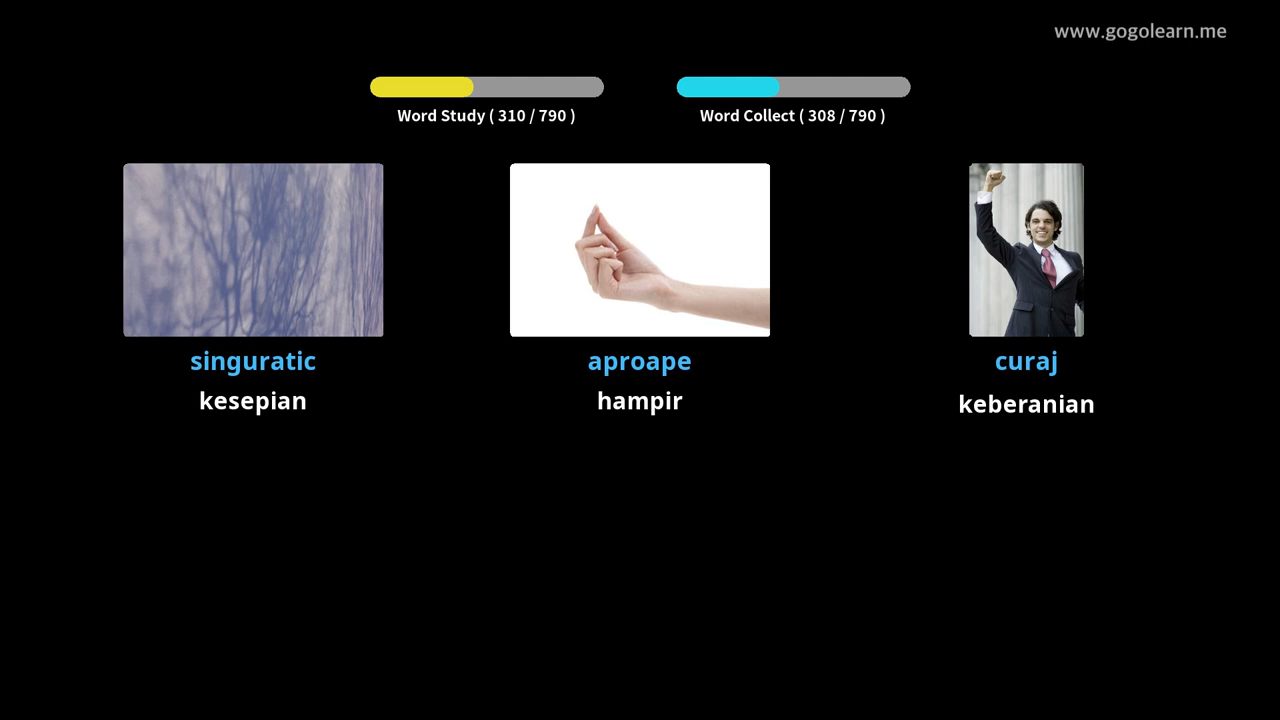 www.gogolearn.me
Word Study ( 310 / 790 )
Word Collect ( 308 / 790 )
singuratic
aproape
curaj
kesepian
hampir
keberanian